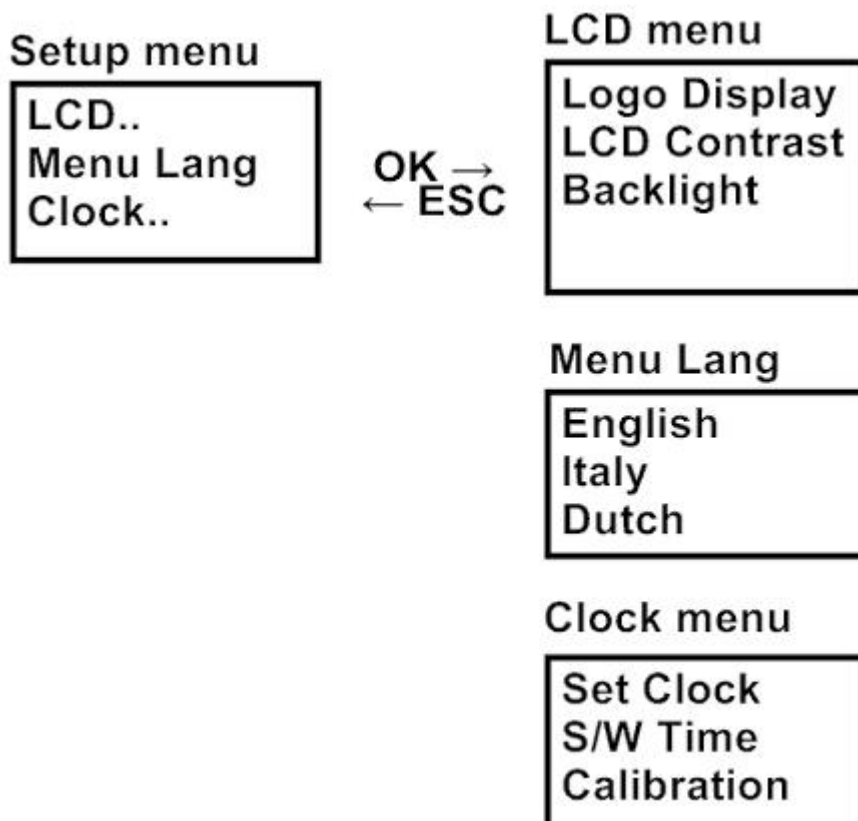 Setup menu
LCD..
Menu Lang
Clock..
OK →
← ESC
LCD menu
Logo Display
LCD Contrast
Backlight
Menu Lang
English
Italy
Dutch
Clock menu
Set Clock
S/W Time
Calibration